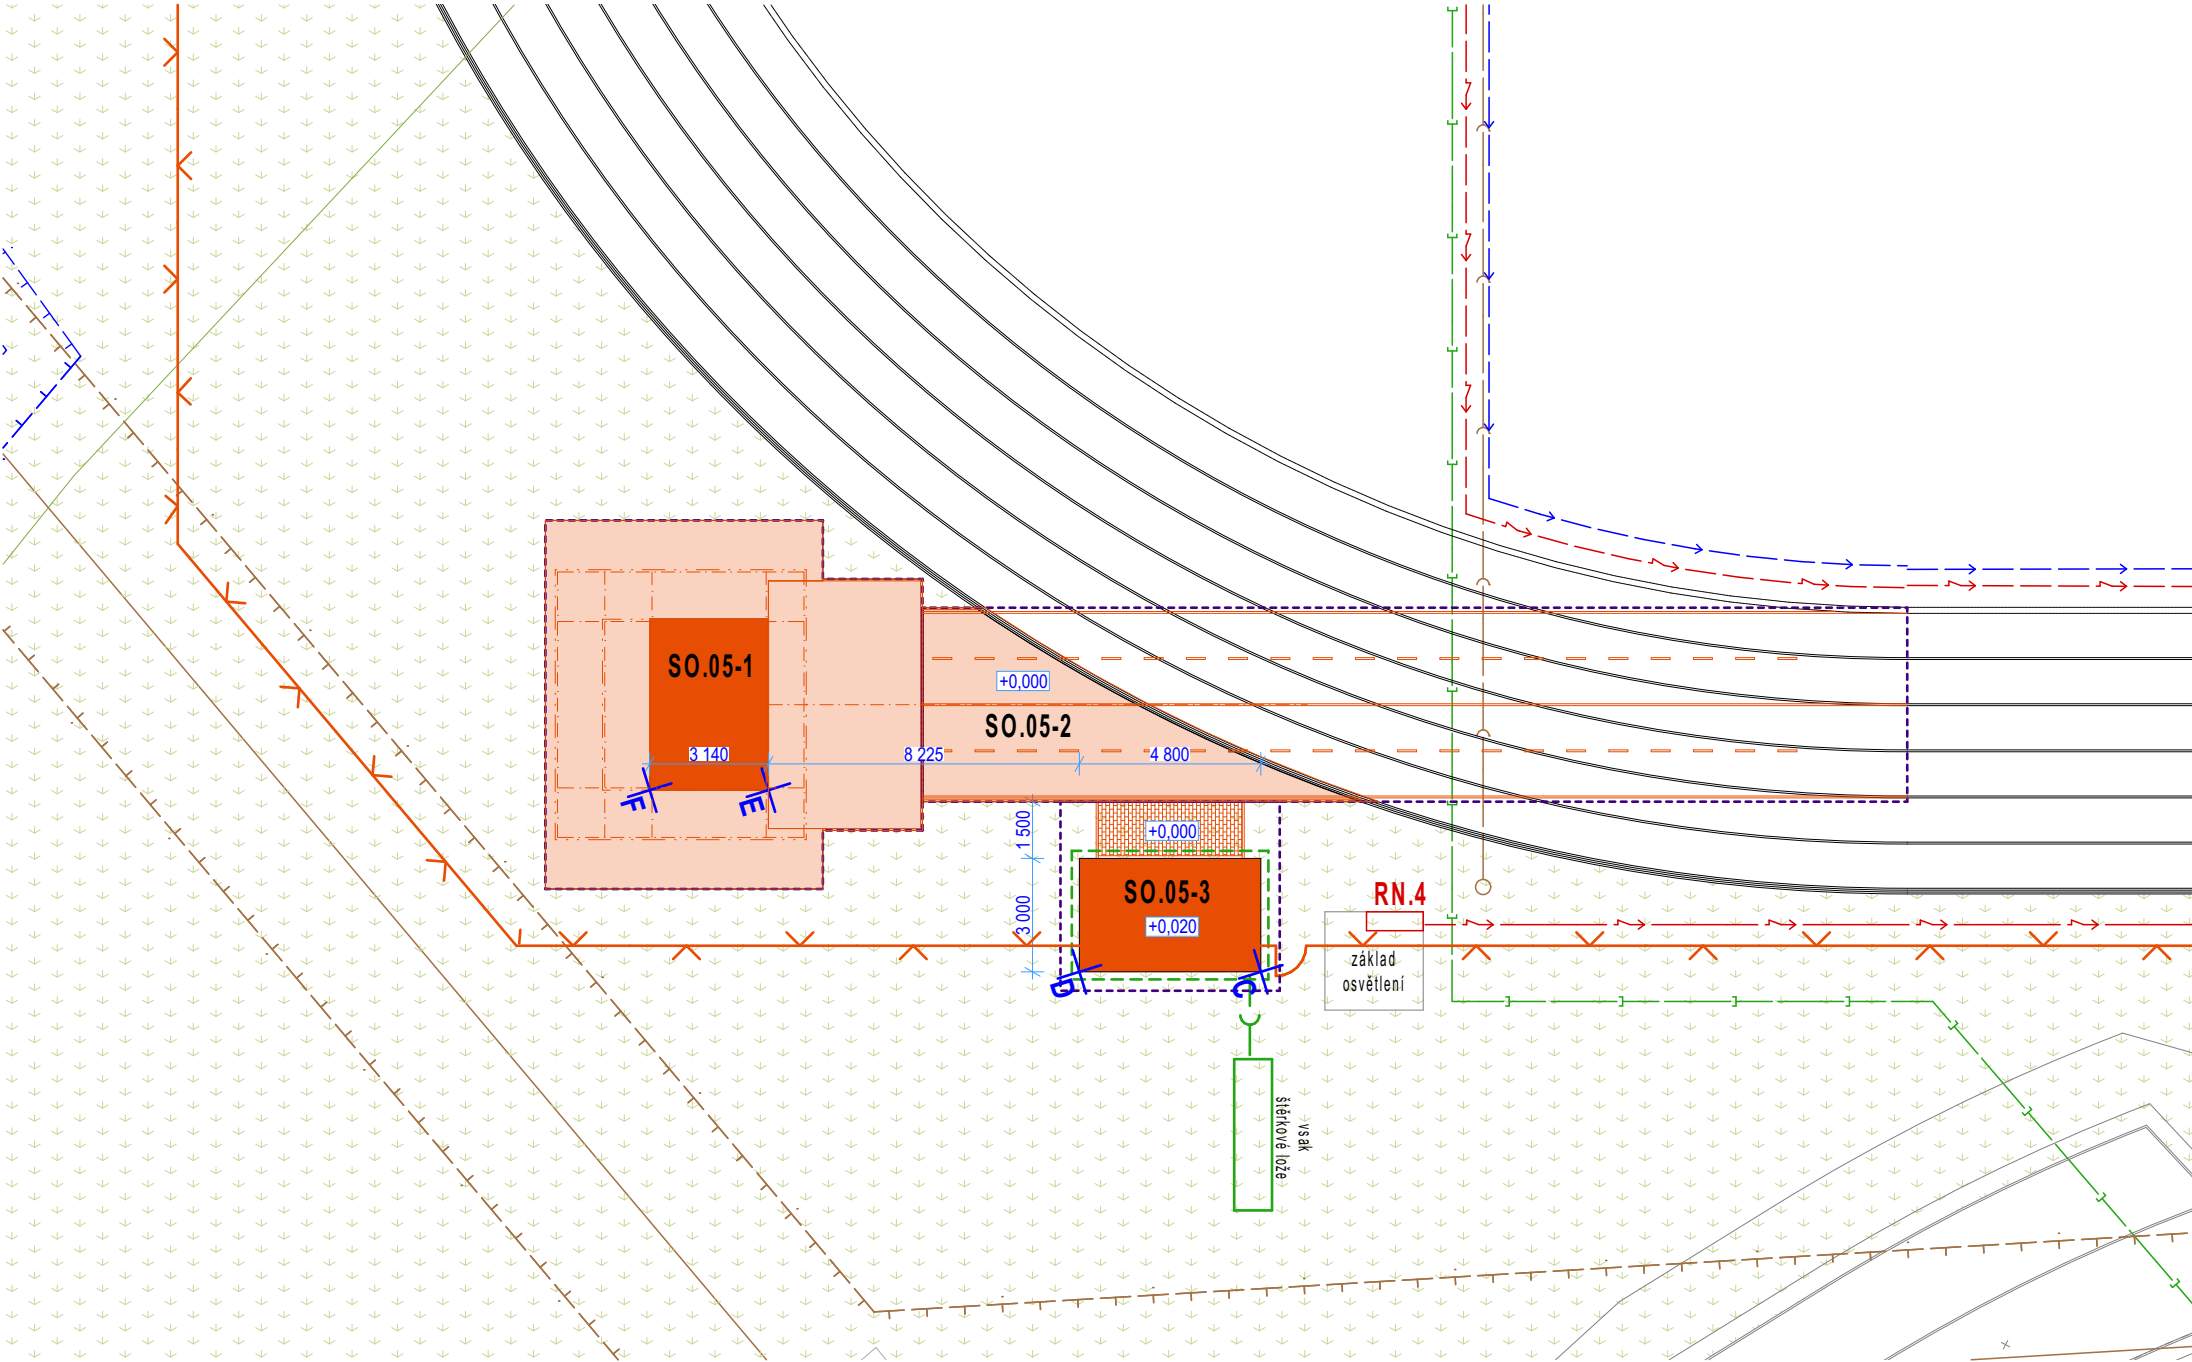 SO.05-1
+0,000
SO.05-2
3 140
8 225
4 800
F
E
1 500
+0,000
SO.05-3
RN.4
3 000
+0,020
základ
osvětlení
D
C
vsak
štěrkové lože